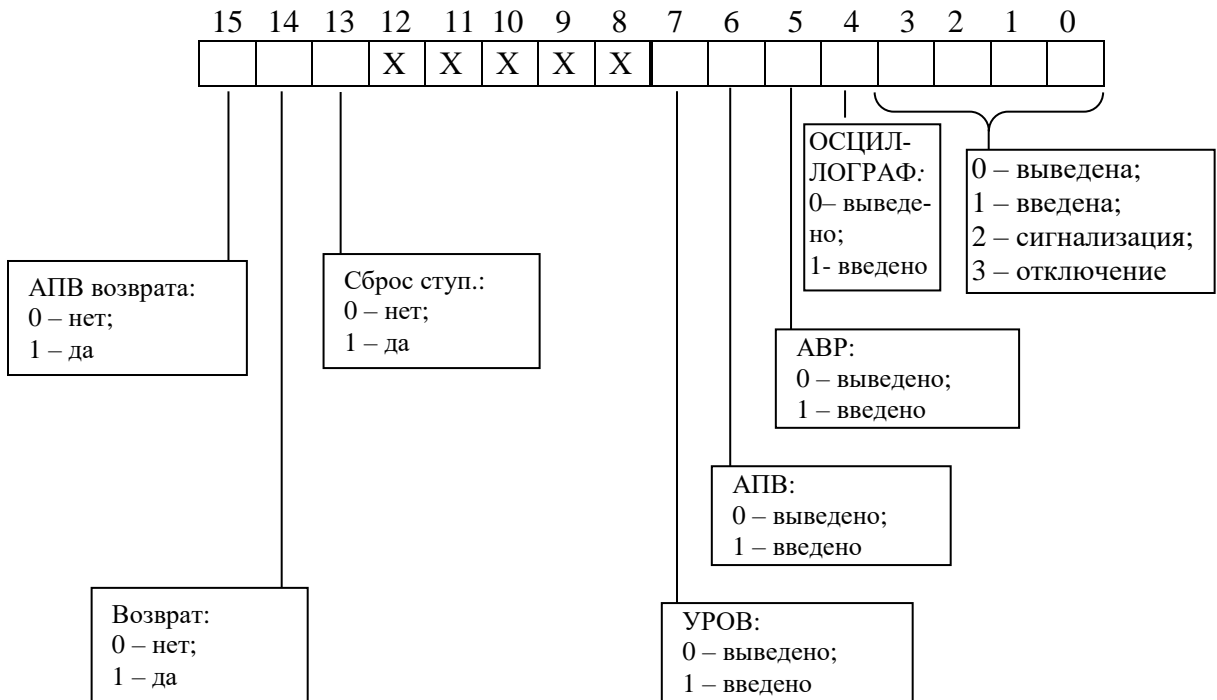 15 14 13 12 11 10 9 8 7 6 5 4 3 2 1 0
X X X X X
ОСЦИЛ-
ЛОГРАФ:
0– выведе-
но;
1- введено
0 – выведена;
1 – введена;
2 – сигнализация;
3 – отключение
АПВ возврата:
0 – нет;
1 – да
Сброс ступ.:
0 – нет;
1 – да
АВР:
0 – выведено;
1 – введено
АПВ:
0 – выведено;
1 – введено
Возврат:
0 – нет;
1 – да
УРОВ:
0 – выведено;
1 – введено